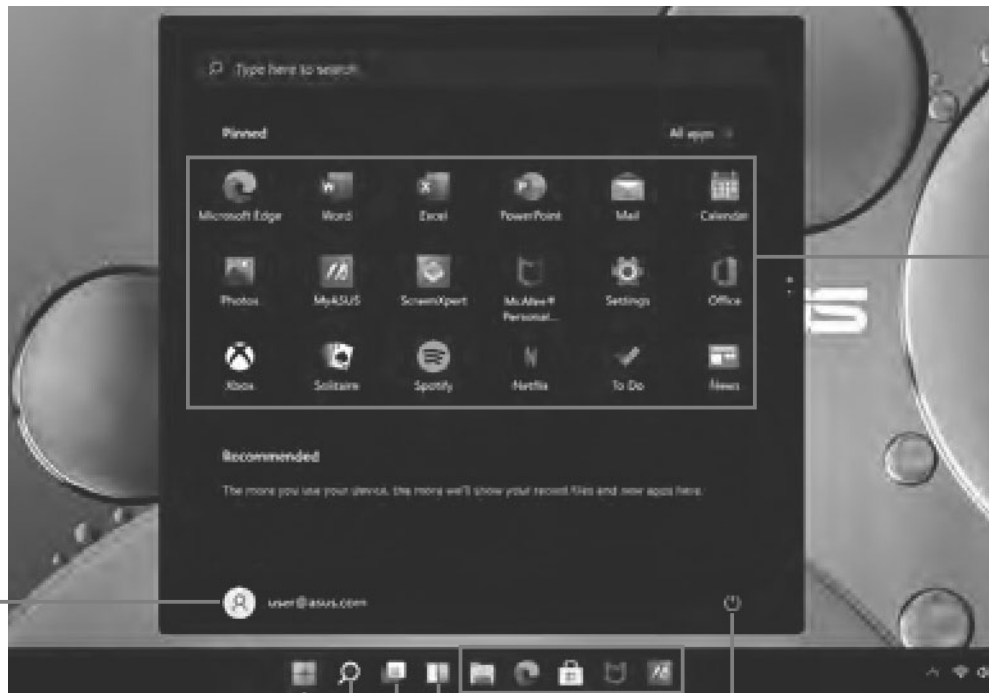 Type here to search
Pinned
All apps
Microsoft Edge
Word
Excel
PowerPoint
Mail
Calendar
Photos
MyASUS
ScreenXpert
McAfee®
Personal...
Settings
Office
Xbox
Solitaire
Spotify
Netflix
To Do
News
Recommended
The more you use your device, the more we'll show your recent files and new apps here.
user@asus.com